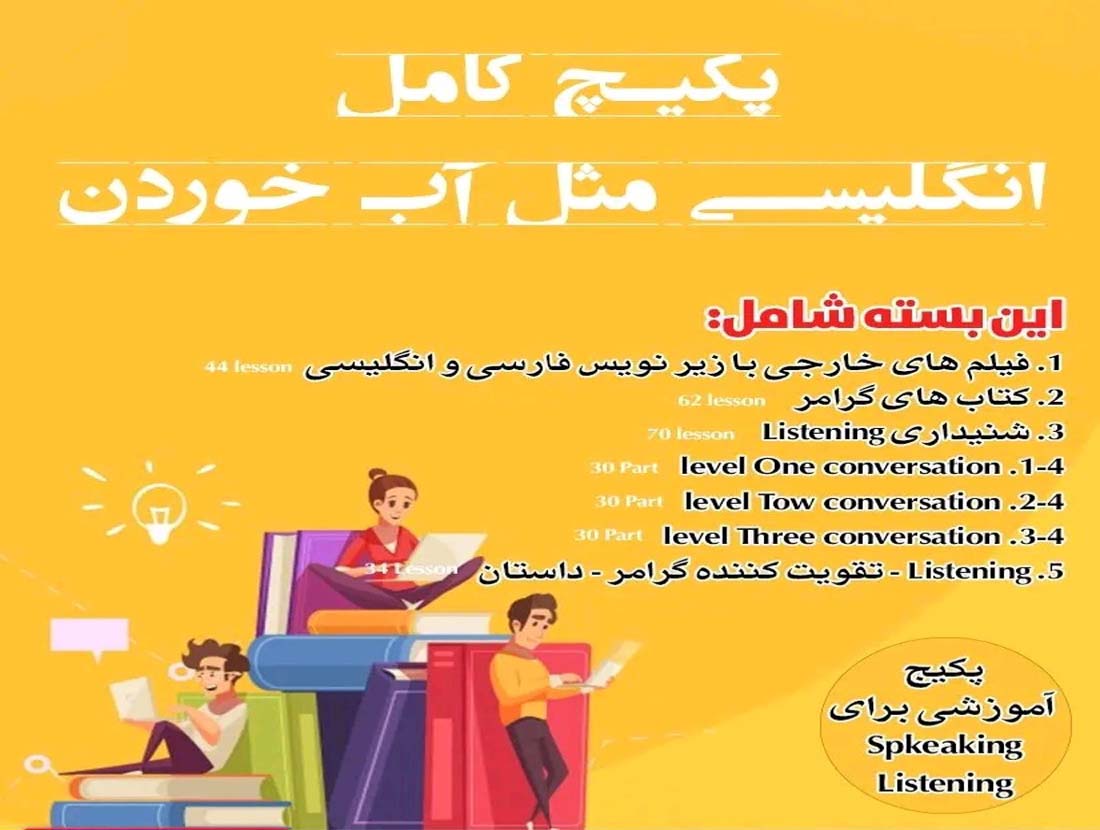 پکیج کامل
انگلیسی مثل آب خوردن
این بسته شامل:
1. فیلم های خارجی با زیر نویس فارسی و انگلیسی 44 lesson
2. کتاب های گرامر 62 lesson
3. شنیداری Listening 70 lesson
1-4. level One conversation 30 Part
2-4. level Tow conversation 30 Part
3-4. level Three conversation 30 Part
5. Listening - تقویت کننده گرامر - داستان 34 Lesson
پکیج
آموزشی برای
Spkeaking
Listening